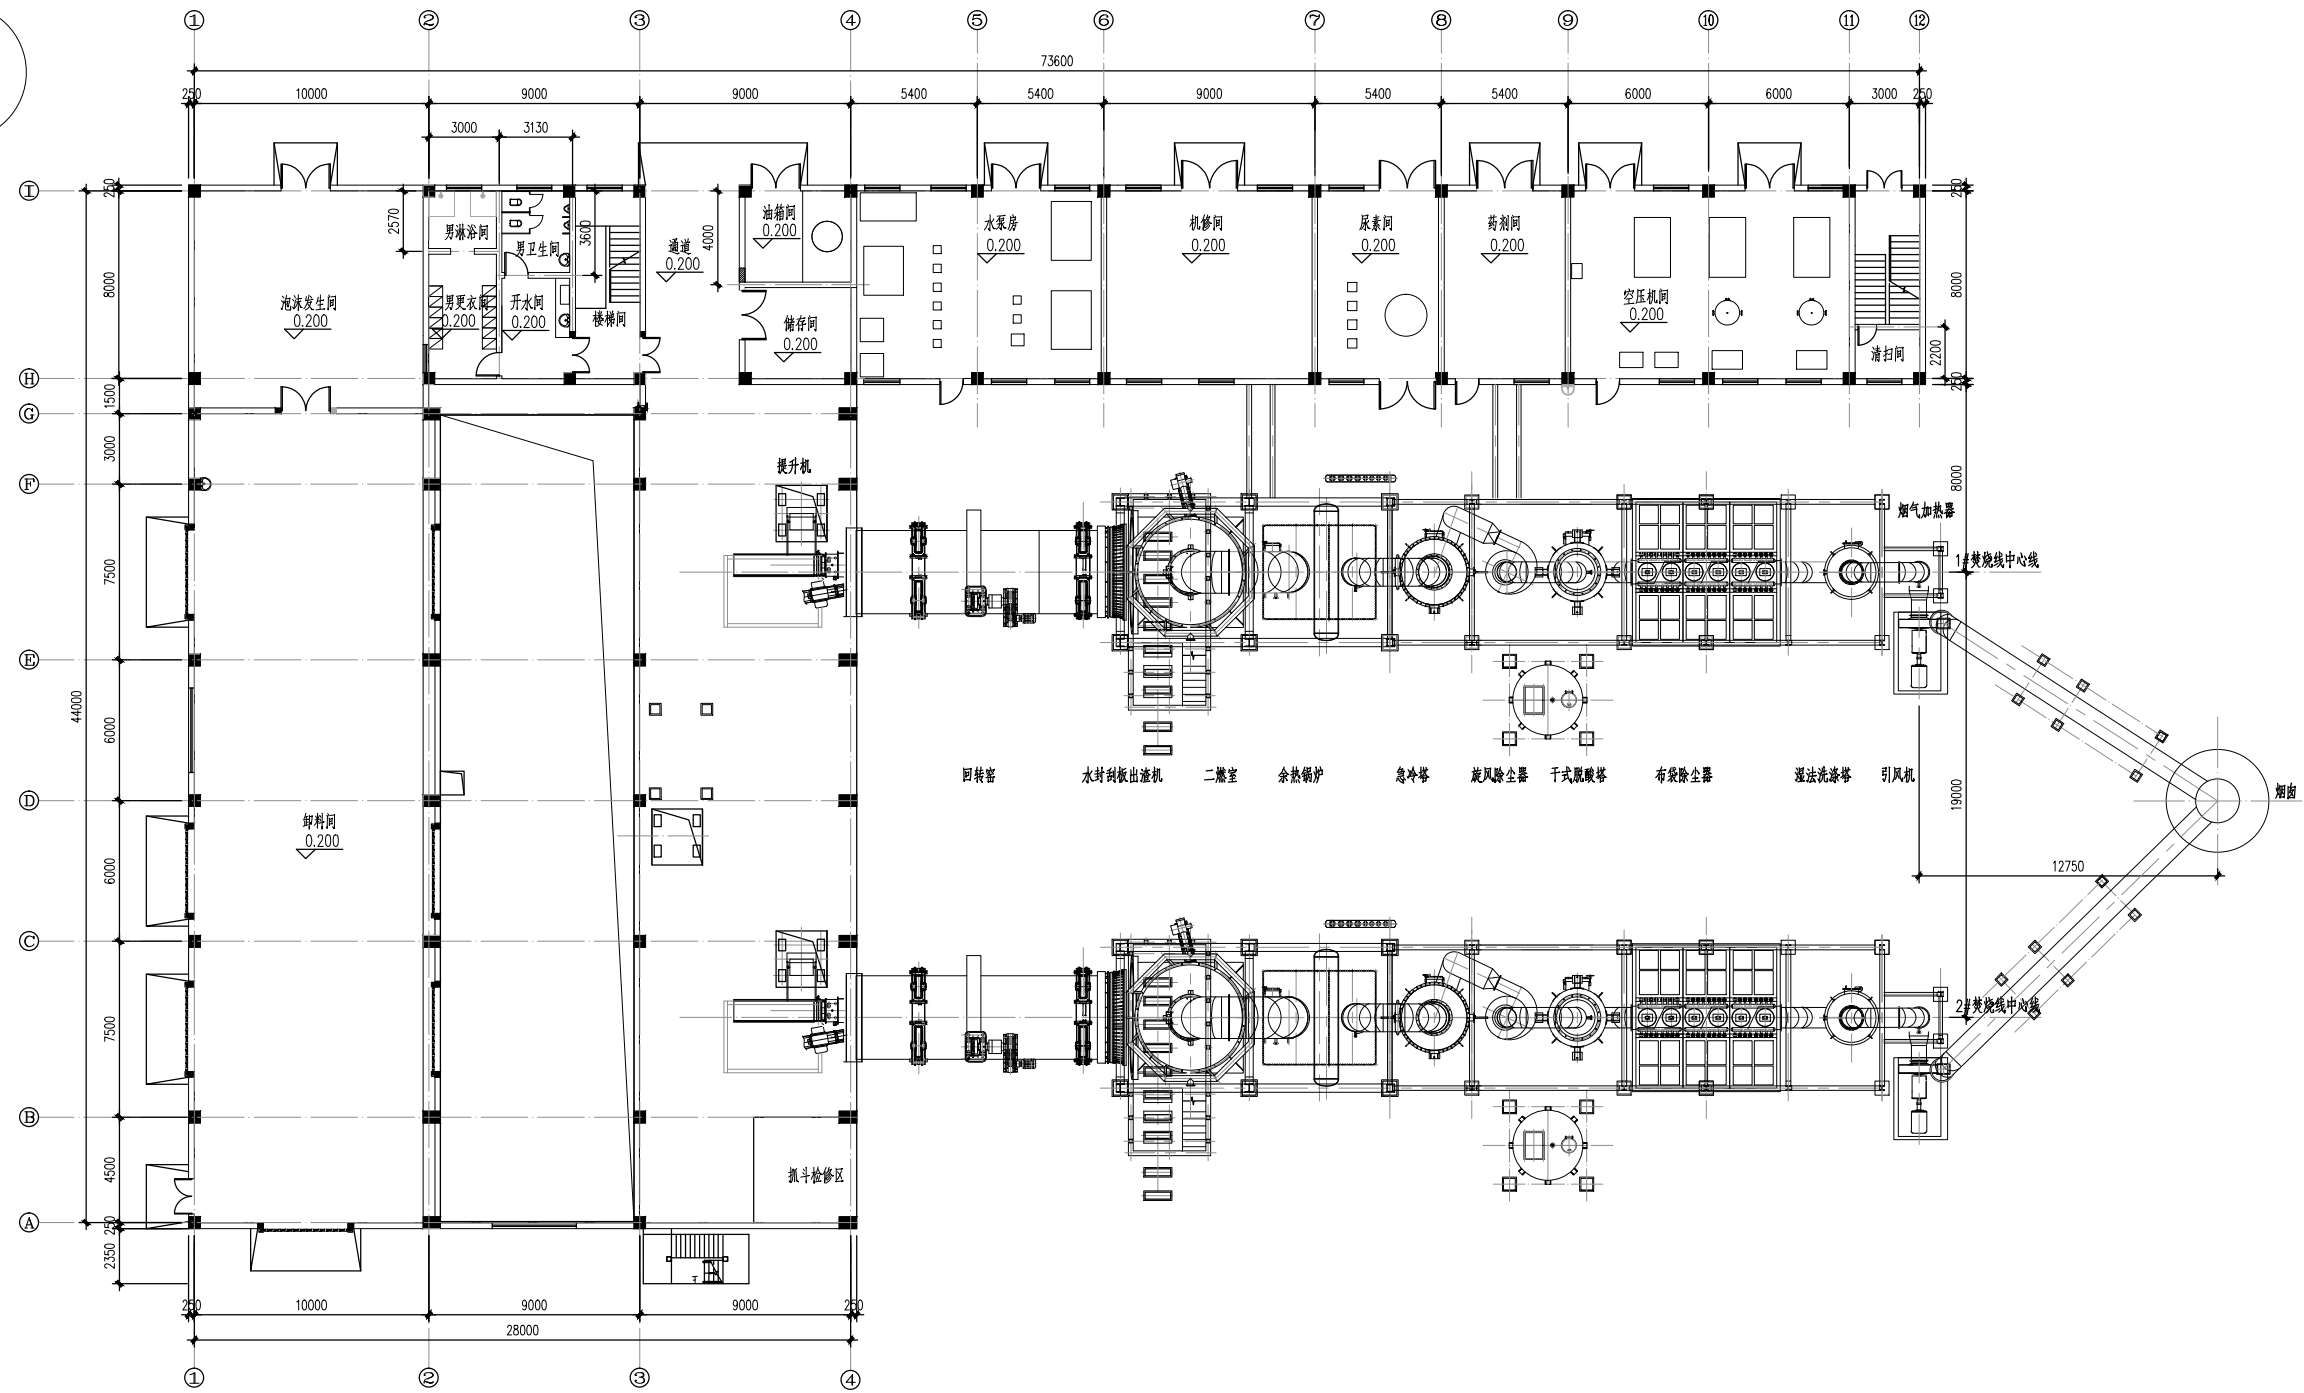 ① ② ③ ④ ⑤ ⑥ ⑦ ⑧ ⑨ ⑩ ⑪ ⑫
73600
250 10000 9000 9000 5400 5400 9000 5400 5400 6000 6000 3000 250
3000 3130
Ⓘ
250
2570
3600
4000
250
男淋浴间
男卫生间
通道
0.200
油箱间
0.200
水泵房
0.200
机修间
0.200
尿素间
0.200
药剂间
0.200
8000
泡沫发生间
0.200
男更衣间
0.200
开水间
0.200
楼梯间
储存间
0.200
空压机间
0.200
清扫间
8000
2200
Ⓗ
250
1500
Ⓖ
3000
提升机
8000
Ⓕ
烟气加热器
7500
1#焚烧线中心线
Ⓔ
44000
6000
回转窑
水封刮板出渣机
二燃室
余热锅炉
急冷塔
旋风除尘器
干式脱酸塔
布袋除尘器
湿法洗涤塔
引风机
19000
烟囱
Ⓓ
卸料间
0.200
6000
12750
Ⓒ
7500
2#焚烧线中心线
Ⓑ
4500
抓斗检修区
Ⓐ
250
2350
250 10000 9000 9000 250
28000
① ② ③ ④